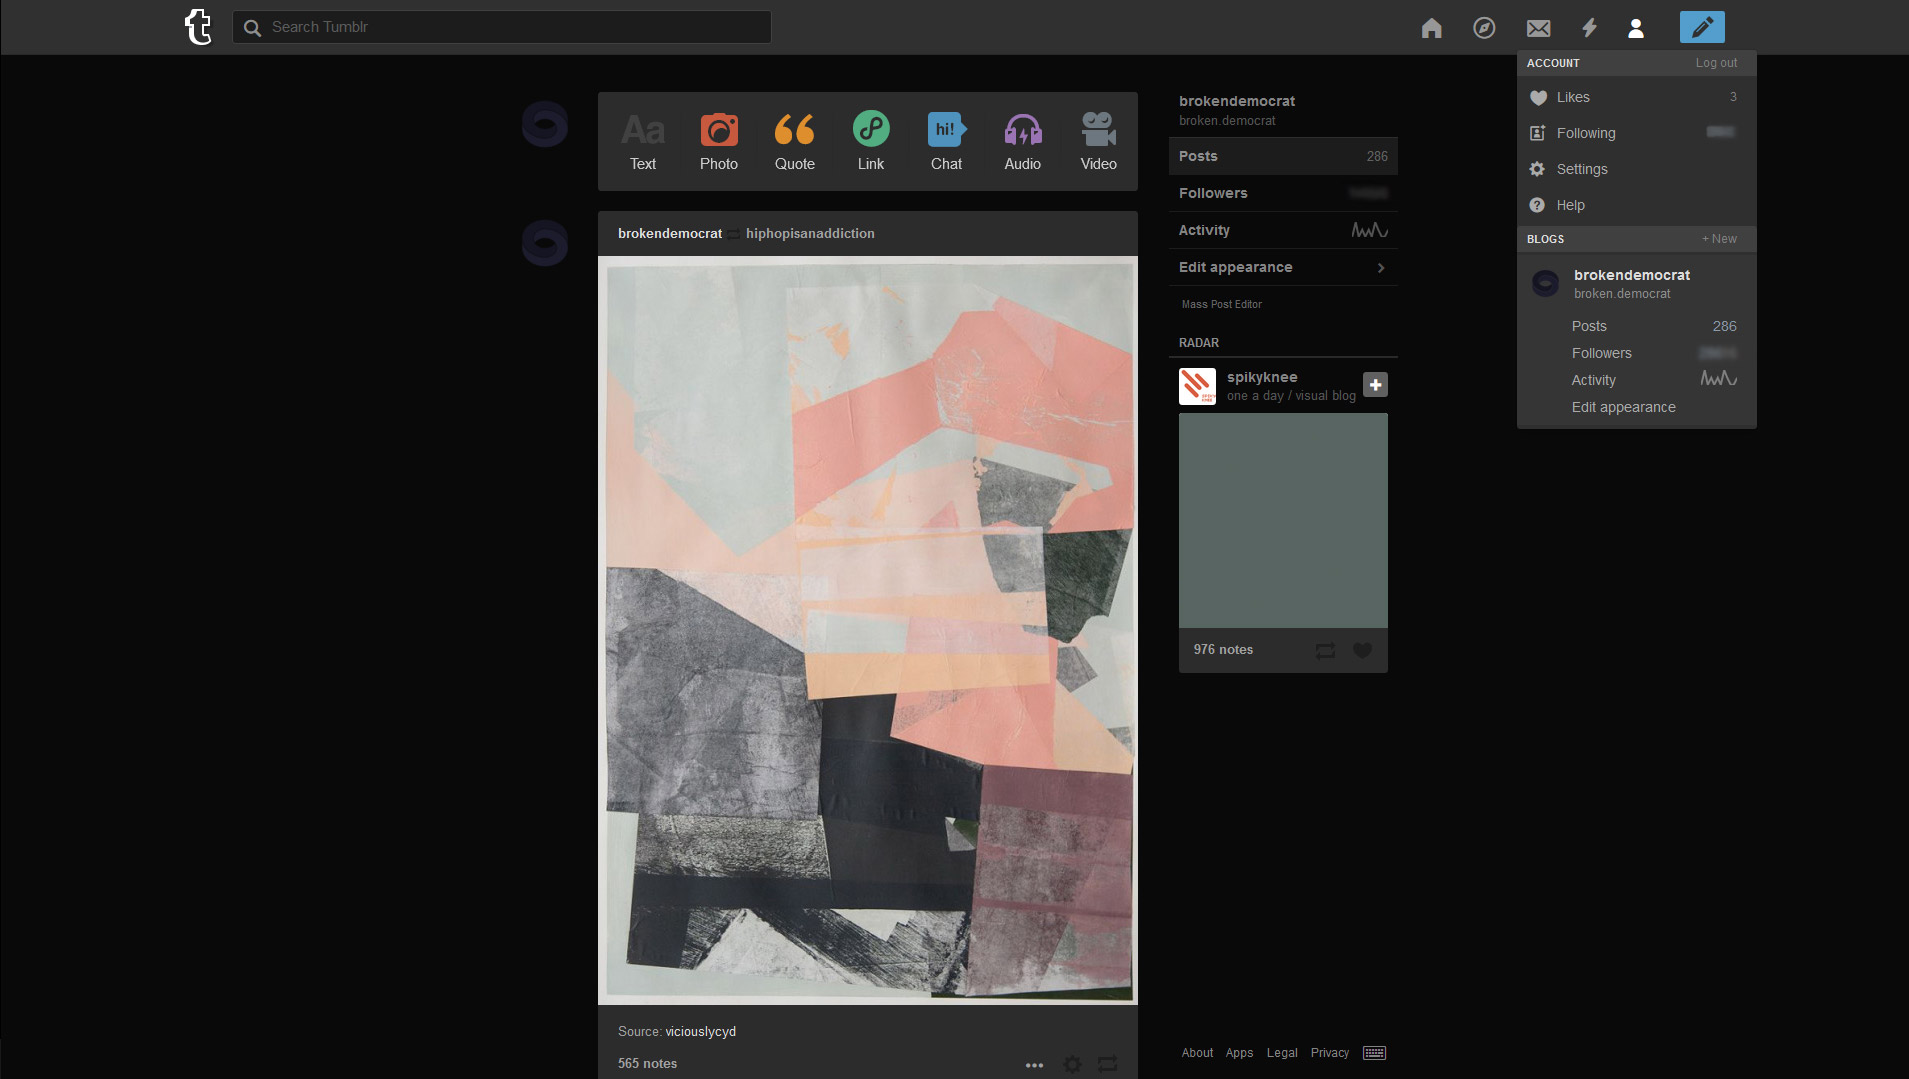 Search Tumblr
ACCOUNT Log out
Likes 3
Following
Settings
Help
BLOGS + New
brokendemocrat
broken.democrat
Posts 286
Followers
Activity
Edit appearance
Aa
hi!
Text Photo Quote Link Chat Audio Video
brokendemocrat hiphopisanaddiction
Source: viciouslycyd
565 notes
brokendemocrat
broken.democrat
Posts 286
Followers
Activity
Edit appearance
Mass Post Editor
RADAR
spikyknee
one a day / visual blog
976 notes
About Apps Legal Privacy